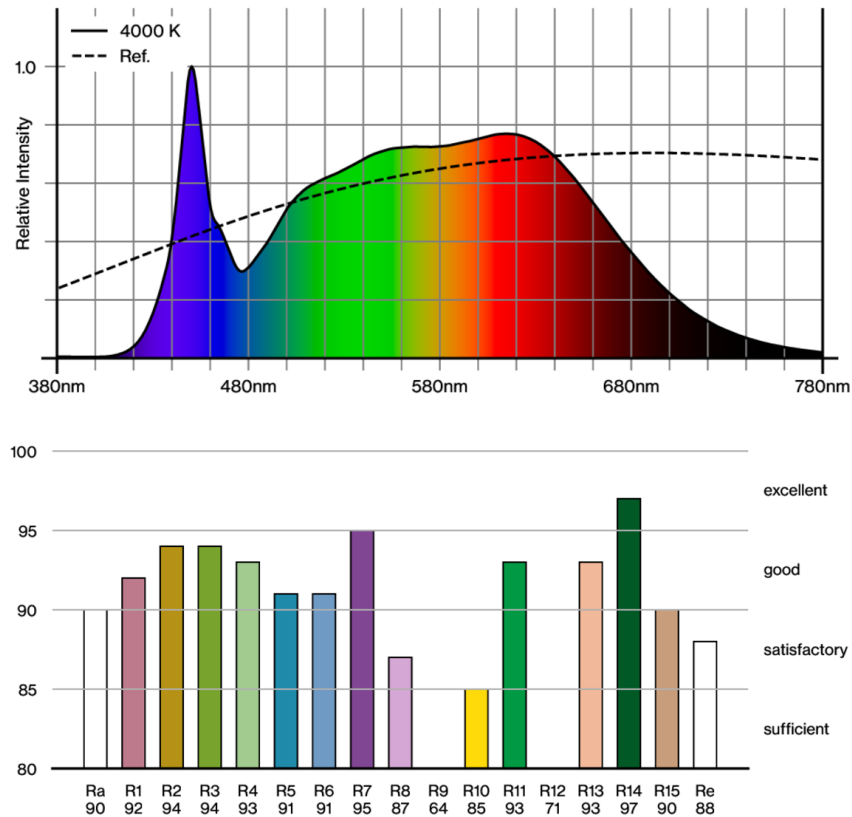 4000 K
Ref.
1.0
Relative Intensity
380nm 480nm 580nm 680nm 780nm
100
excellent
95
good
90
satisfactory
85
sufficient
80
Ra R1 R2 R3 R4 R5 R6 R7 R8 R9 R10 R11 R12 R13 R14 R15 Re
90 92 94 94 93 91 91 95 87 64 85 93 71 93 97 90 88